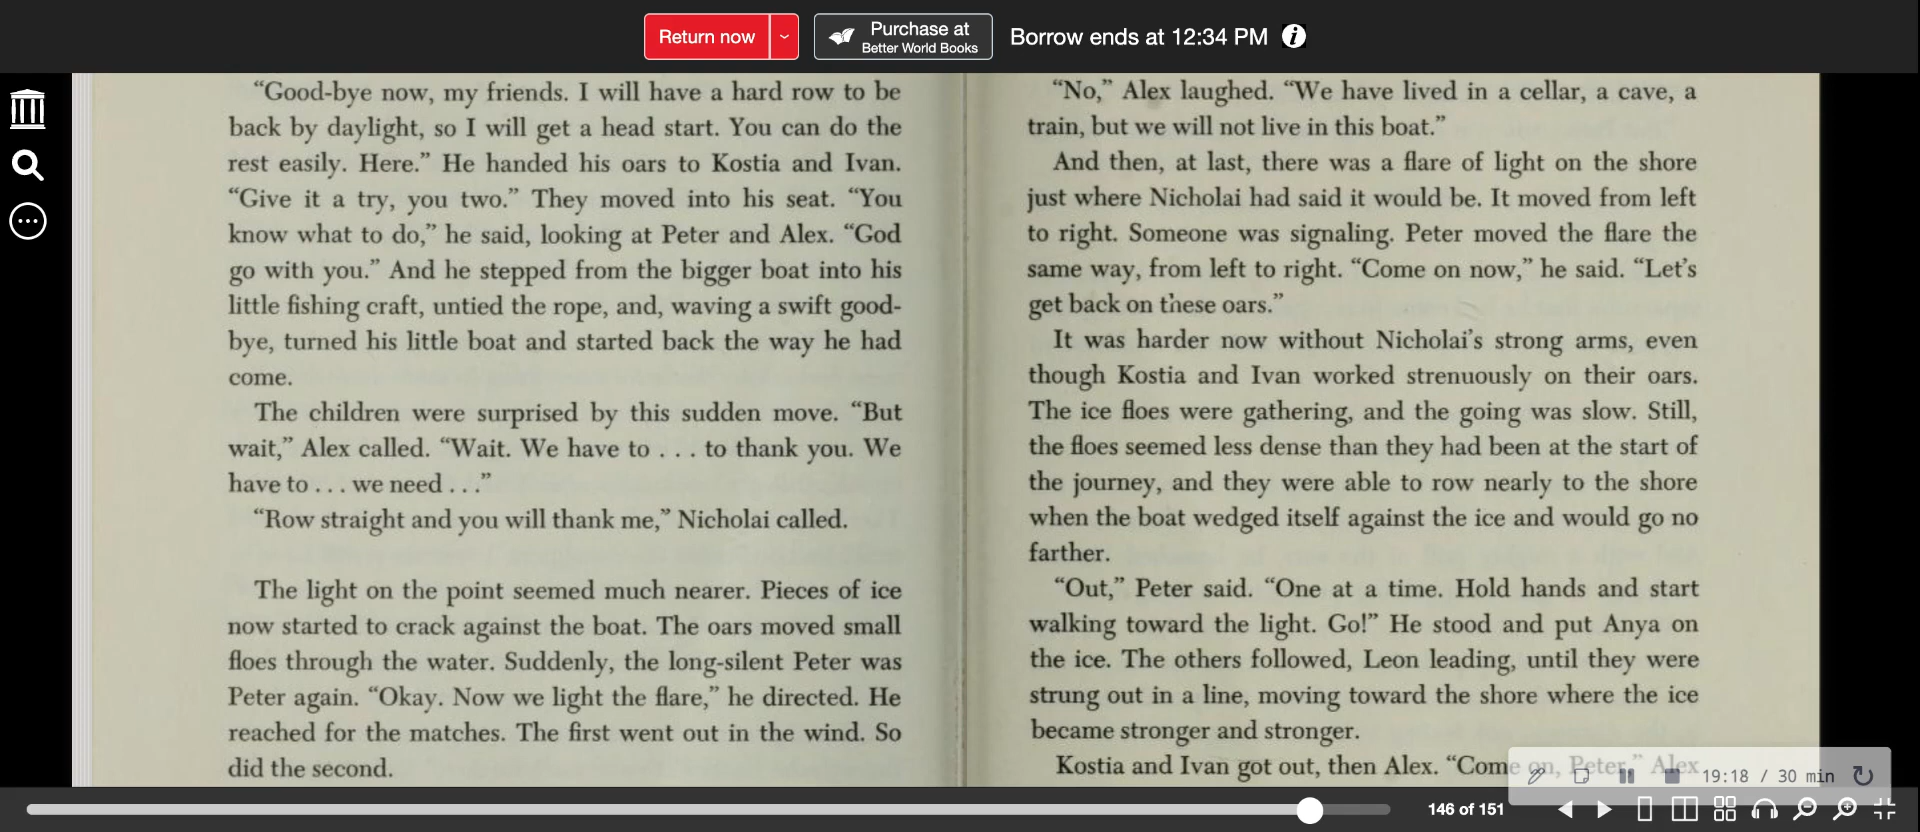 Return now
Purchase at
Better World Books
Borrow ends at 12:34 PM
“Good-bye now, my friends. I will have a hard row to be
back by daylight, so I will get a head start. You can do the
rest easily. Here.” He handed his oars to Kostia and Ivan.
“Give it a try, you two.” They moved into his seat. “You
know what to do,” he said, looking at Peter and Alex. “God
go with you.” And he stepped from the bigger boat into his
little fishing craft, untied the rope, and, waving a swift good-
bye, turned his little boat and started back the way he had
come.
The children were surprised by this sudden move. “But
wait,” Alex called. “Wait. We have to . . . to thank you. We
have to . . . we need . . .”
“Row straight and you will thank me,” Nicholai called.
The light on the point seemed much nearer. Pieces of ice
now started to crack against the boat. The oars moved small
floes through the water. Suddenly, the long-silent Peter was
Peter again. “Okay. Now we light the flare,” he directed. He
reached for the matches. The first went out in the wind. So
did the second.
“No,” Alex laughed. “We have lived in a cellar, a cave, a
train, but we will not live in this boat.”
And then, at last, there was a flare of light on the shore
just where Nicholai had said it would be. It moved from left
to right. Someone was signaling. Peter moved the flare the
same way, from left to right. “Come on now,” he said. “Let’s
get back on these oars.”
It was harder now without Nicholai’s strong arms, even
though Kostia and Ivan worked strenuously on their oars.
The ice floes were gathering, and the going was slow. Still,
the floes seemed less dense than they had been at the start of
the journey, and they were able to row nearly to the shore
when the boat wedged itself against the ice and would go no
farther.
“Out,” Peter said. “One at a time. Hold hands and start
walking toward the light. Go!” He stood and put Anya on
the ice. The others followed, Leon leading, until they were
strung out in a line, moving toward the shore where the ice
became stronger and stronger.
Kostia and Ivan got out, then Alex. “Come on, Peter,” Alex
19:18 / 30 min
146 of 151